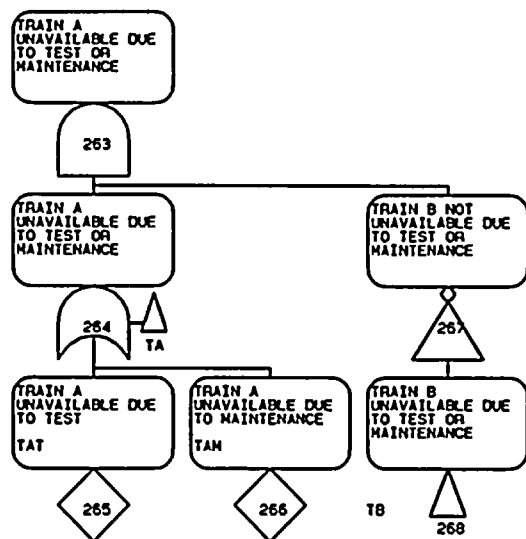 TRAIN A
UNAVAILABLE DUE
TO TEST OR
MAINTENANCE
263
TRAIN A
UNAVAILABLE DUE
TO TEST OR
MAINTENANCE
TRAIN B NOT
UNAVAILABLE DUE
TO TEST OR
MAINTENANCE
264
TA
267
TRAIN A
UNAVAILABLE DUE
TO TEST
TAT
TRAIN A
UNAVAILABLE DUE
TO MAINTENANCE
TAM
TRAIN B
UNAVAILABLE DUE
TO TEST OR
MAINTENANCE
265
266
TB
268